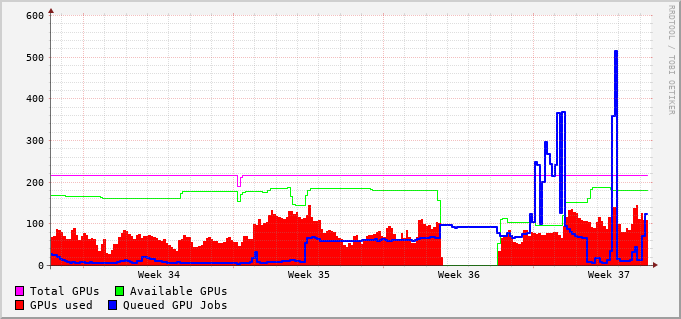 RRDTOOL / TOBI OETIKER
600
500
400
300
200
100
0
Week 34 Week 35 Week 36 Week 37
Total GPUs Available GPUs
GPUs used Queued GPU Jobs